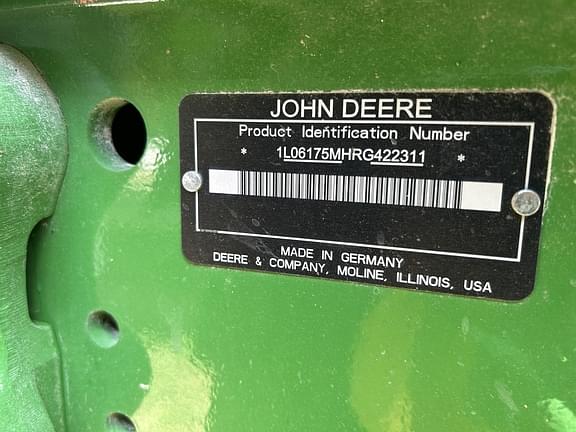 JOHN DEERE
Product Identification Number
* 1L06175MHRG422311 *
MADE IN GERMANY
DEERE & COMPANY, MOLINE, ILLINOIS, USA